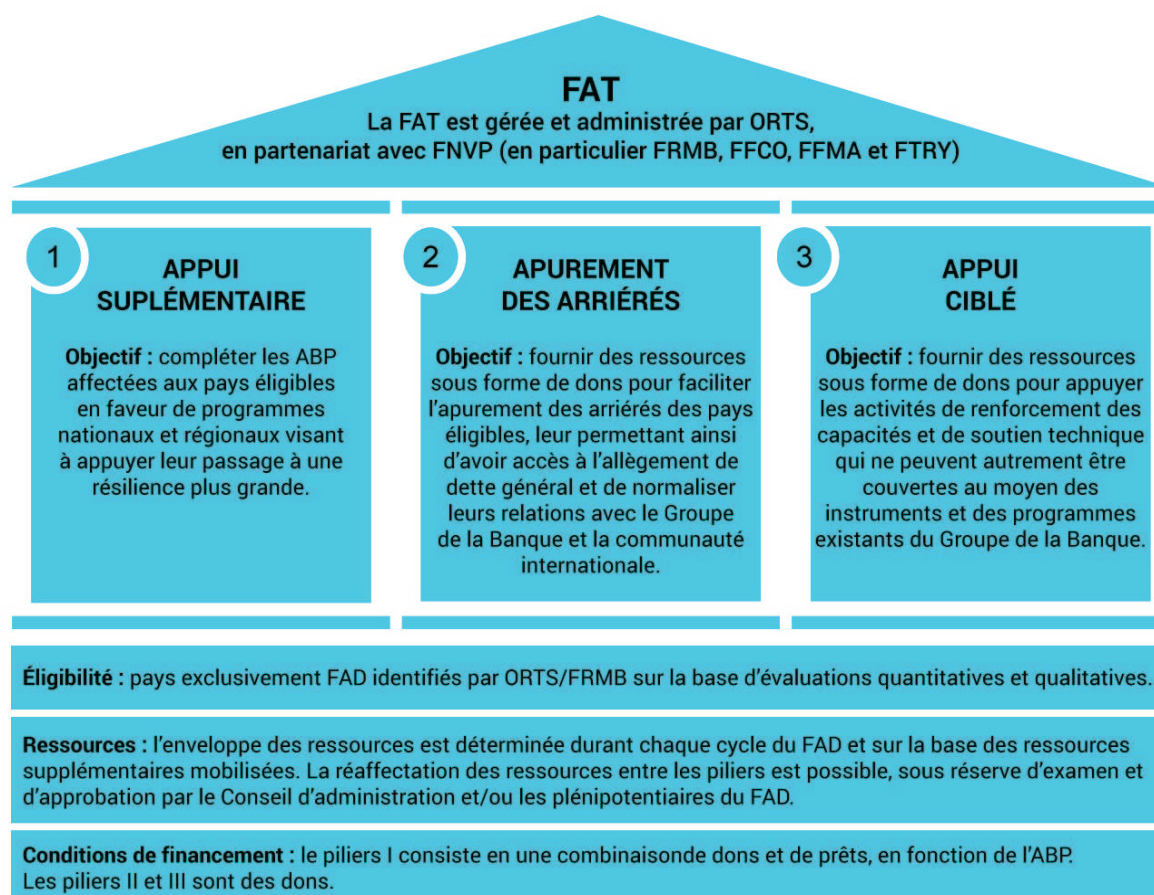 FAT
La FAT est gérée et administrée par ORTS,
en partenariat avec FNVP (en particulier FRMB, FFCO, FFMA et FTRY)
1
APPUI
SUPLÉMENTAIRE
Objectif : compléter les ABP
affectées aux pays éligibles
en faveur de programmes
nationaux et régionaux visant
à appuyer leur passage à une
résilience plus grande.
2
APUREMENT
DES ARRIÉRÉS
Objectif : fournir des ressources
sous forme de dons pour faciliter
l'apurement des arriérés des pays
éligibles, leur permettant ainsi
d'avoir accès à l'allègement de
dette général et de normaliser
leurs relations avec le Groupe
de la Banque et la communauté
internationale.
3
APPUI
CIBLÉ
Objectif : fournir des ressources
sous forme de dons pour appuyer
les activités de renforcement des
capacités et de soutien technique
qui ne peuvent autrement être
couvertes au moyen des
instruments et des programmes
existants du Groupe de la Banque.
Éligibilité : pays exclusivement FAD identifiés par ORTS/FRMB sur la base d'évaluations quantitatives et qualitatives.
Ressources : l'enveloppe des ressources est déterminée durant chaque cycle du FAD et sur la base des ressources
supplémentaires mobilisées. La réaffectation des ressources entre les piliers est possible, sous réserve d'examen et
d'approbation par le Conseil d'administration et/ou les plénipotentiaires du FAD.
Conditions de financement : le piliers I consiste en une combinaisonde dons et de prêts, en fonction de l'ABP.
Les piliers II et III sont des dons.